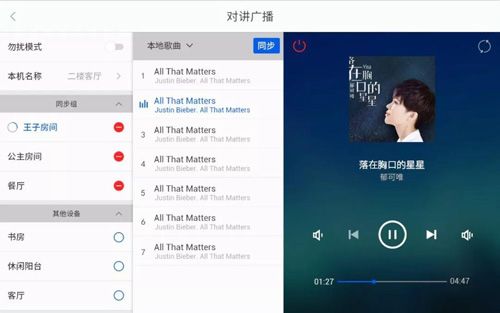 对讲广播
勿扰模式
本机名称 二楼客厅
同步组
王子房间
公主房间
餐厅
其他设备
书房
休闲阳台
客厅
本地歌曲 同步
1 All That Matters
Justin Bieber. All That Matters
All That Matters
Justin Bieber. All That Matters
3 All That Matters
Justin Bieber. All That Matters
4 All That Matters
Justin Bieber. All That Matters
5 All That Matters
Justin Bieber. All That Matters
6 All That Matters
Justin Bieber. All That Matters
7 All That Matters
Justin Bieber. All That Matters
落在胸口的星星
Yisa
郁可唯
落在胸口的星星
郁可唯
01:27 04:47